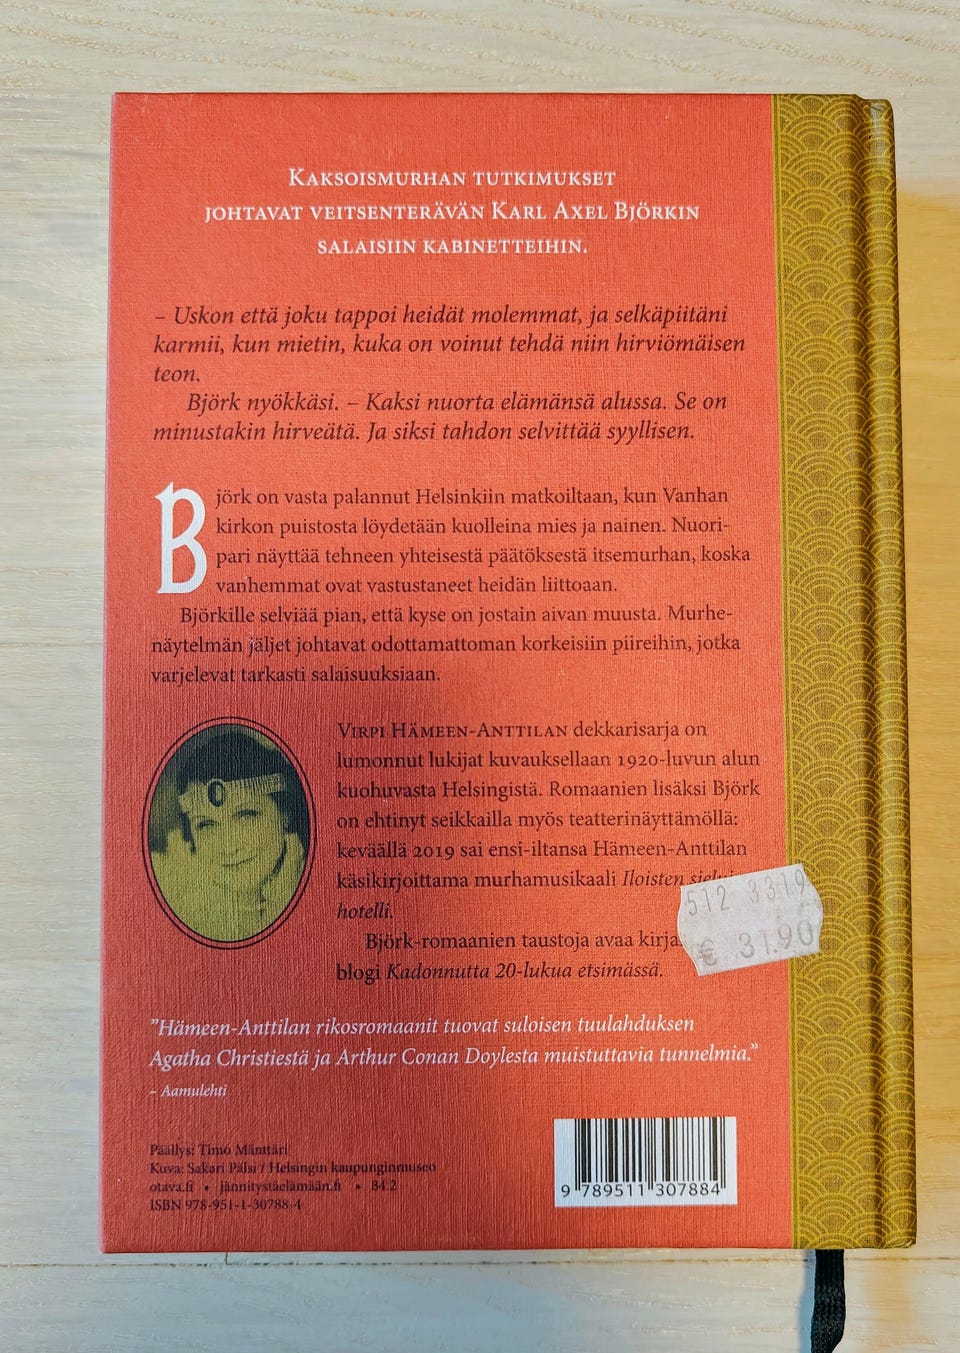 Kaksoismurhan tutkimukset
johtavat veitsenterävän Karl Axel Björkin
salaisiin kabinetteihin.
– Uskon että joku tappoi heidät molemmat, ja selkäpiitäni
karmii, kun mietin, kuka on voinut tehdä niin hirviömäisen
teon.
Björk nyökkäsi. – Kaksi nuorta elämänsä alussa. Se on
minustakin hirveätä. Ja siksi tahdon selvittää syyllisen.
Björk on vasta palannut Helsinkiin matkoiltaan, kun Vanhan
kirkon puistosta löydetään kuolleina mies ja nainen. Nuori-
pari näyttää tehneen yhteisestä päätöksestä itsemurhan, koska
vanhemmat ovat vastustaneet heidän liittoaan.
Björkille selviää pian, että kyse on jostain aivan muusta. Murhe-
näytelmän jäljet johtavat odottamattoman korkeisiin piireihin, jotka
varjelevat tarkasti salaisuuksiaan.
Virpi Hämeen-Anttilan dekkarisarja on
lumonnut lukijat kuvauksellaan 1920-luvun alun
kuohuvasta Helsingistä. Romaanien lisäksi Björk
on ehtinyt seikkailla myös teatterinäyttämöllä:
keväällä 2019 sai ensi-iltansa Hämeen-Anttilan
käsikirjoittama murhamusikaali Iloisten
hotelli.
Björk-romaanien taustoja avaa
blogi Kadonnutta 20-lukua etsimässä.
512 3319
€ 31.90
”Hämeen-Anttilan rikosromaanit tuovat suloisen tuulahduksen
Agatha Christiestä ja Arthur Conan Doylesta muistuttavia tunnelmia.”
– Aamulehti
Päällys: Timo Mänttäri
Kuva: Sakari Pälsi / Helsingin kaupunginmuseo
otava.fi • jännitystäelämään.fi • 84.2
ISBN 978-951-1-30788-4
9 789511 307884